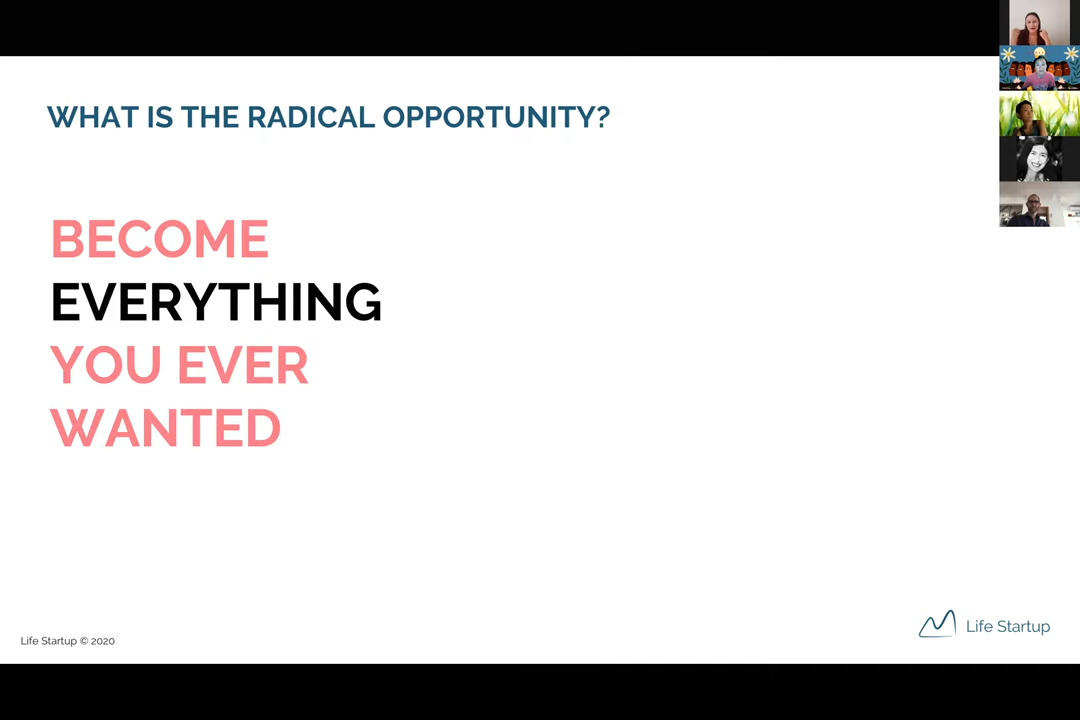 WHAT IS THE RADICAL OPPORTUNITY?
BECOME
EVERYTHING
YOU EVER
WANTED
Life Startup © 2020
Life Startup